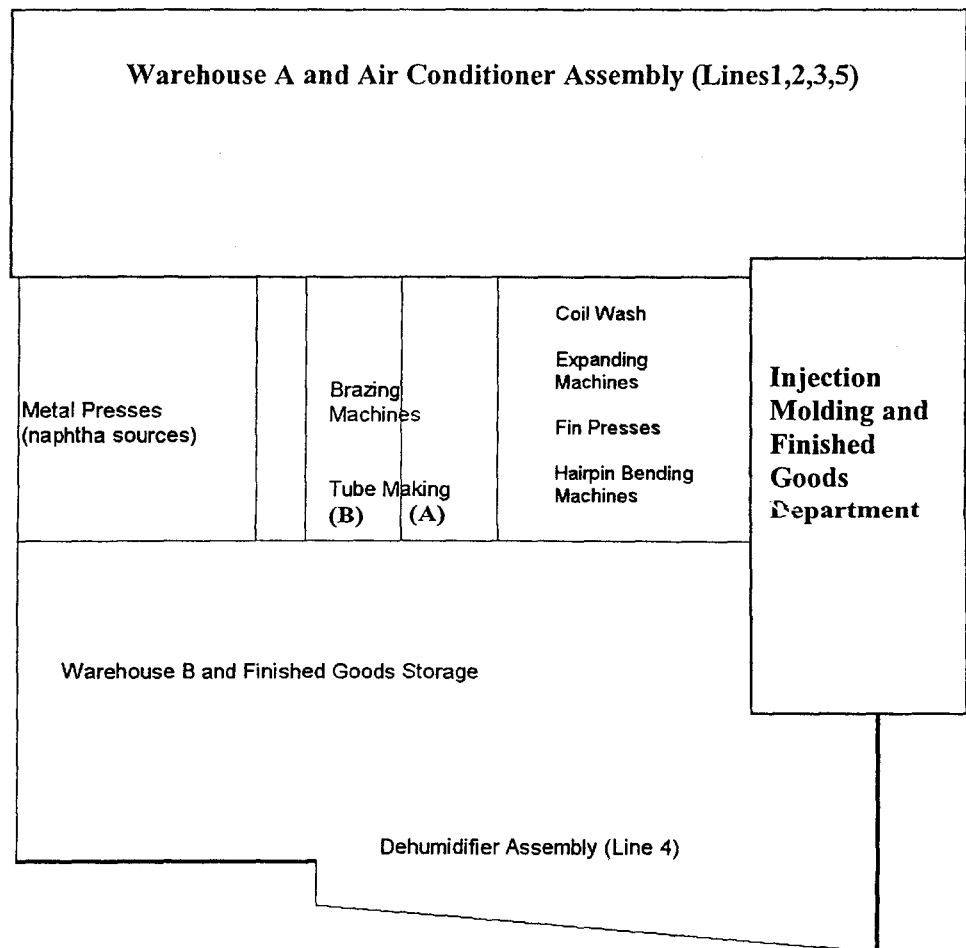 Warehouse A and Air Conditioner Assembly (Lines1,2,3,5)
Metal Presses
(naphtha sources)
Brazing
Machines
Tube Making
(B) (A)
Coil Wash
Expanding
Machines
Fin Presses
Hairpin Bending
Machines
Injection
Molding and
Finished
Goods
Department
Warehouse B and Finished Goods Storage
Dehumidifier Assembly (Line 4)